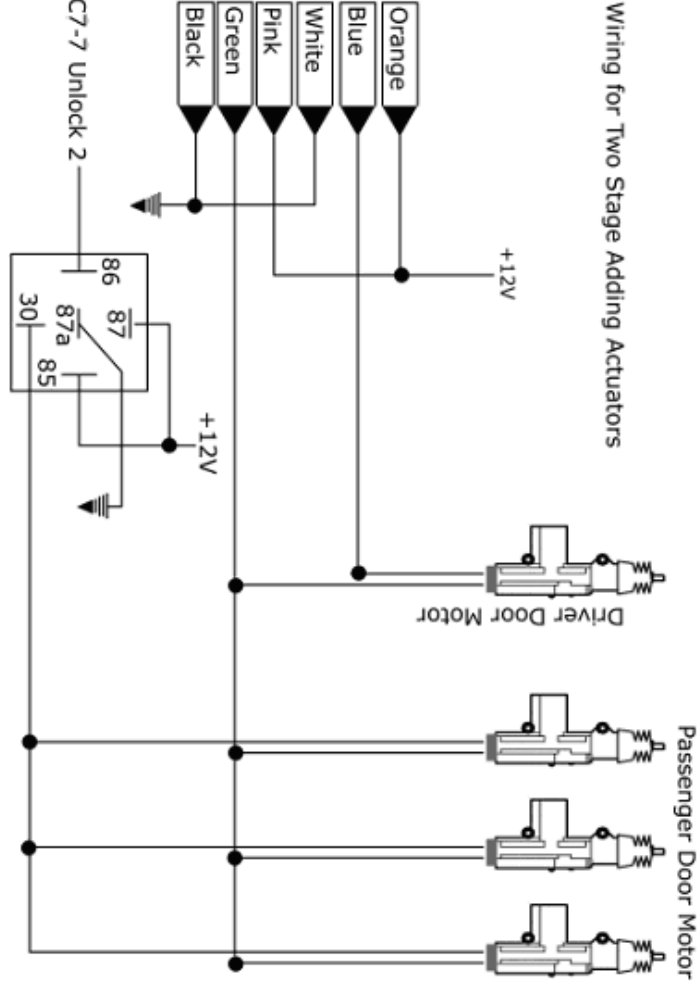 Wiring for Two Stage Adding Actuators
Orange
Blue
White
Pink
Green
Black
C7-7 Unlock 2
+12V
86
87
87a
30
85
+12V
Driver Door Motor
Passenger Door Motor